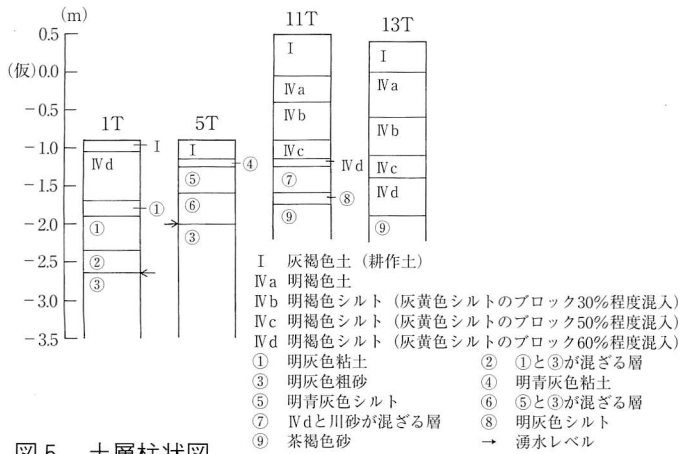 (m)
0.5
(仮)0.0
－0.5
－1.0
－1.5
－2.0
－2.5
－3.0
－3.5
1T
Ⅰ
Ⅳd
①
①
②
③
5T
Ⅰ
④
⑤
⑥
③
11T
Ⅰ
Ⅳa
Ⅳb
Ⅳc
Ⅳd
⑦
⑧
⑨
13T
Ⅰ
Ⅳa
Ⅳb
Ⅳc
Ⅳd
⑨
Ⅰ 灰褐色土（耕作土）
Ⅳa 明褐色土
Ⅳb 明褐色シルト（灰黄色シルトのブロック30%程度混入）
Ⅳc 明褐色シルト（灰黄色シルトのブロック50%程度混入）
Ⅳd 明褐色シルト（灰黄色シルトのブロック60%程度混入）
① 明灰色粘土 ② ①と③が混ざる層
③ 明灰色粗砂 ④ 明青灰色粘土
⑤ 明青灰色シルト ⑥ ⑤と③が混ざる層
⑦ Ⅳdと川砂が混ざる層 ⑧ 明灰色シルト
⑨ 茶褐色砂 → 湧水レベル
図5 土層柱状図